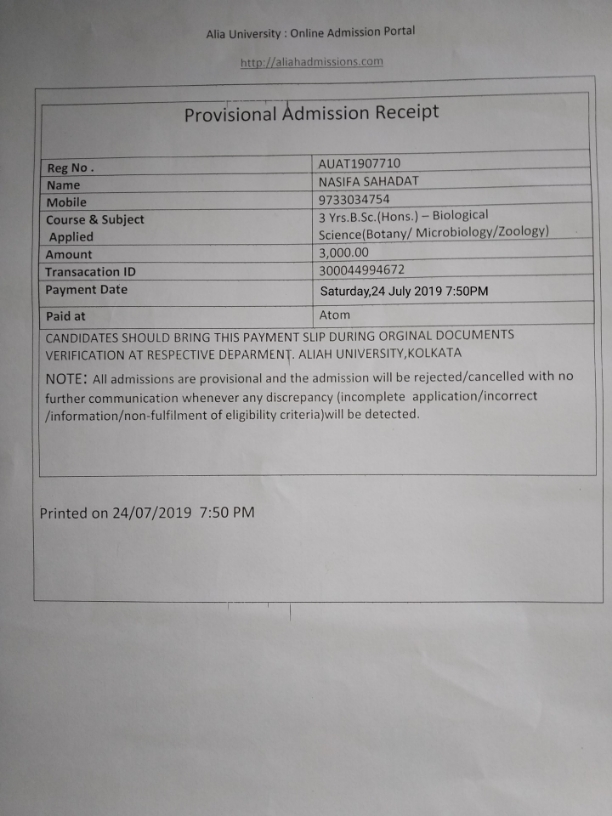 Alia University : Online Admission Portal
http://aliahadmissions.com
Provisional Admission Receipt
Reg No . AUAT1907710
Name NASIFA SAHADAT
Mobile 9733034754
Course & Subject 3 Yrs.B.Sc.(Hons.) – Biological
Applied Science(Botany/ Microbiology/Zoology)
Amount 3,000.00
Transacation ID 300044994672
Payment Date Saturday,24 July 2019 7:50PM
Paid at Atom
CANDIDATES SHOULD BRING THIS PAYMENT SLIP DURING ORGINAL DOCUMENTS
VERIFICATION AT RESPECTIVE DEPARMENT. ALIAH UNIVERSITY,KOLKATA
NOTE: All admissions are provisional and the admission will be rejected/cancelled with no
further communication whenever any discrepancy (incomplete application/incorrect
/information/non-fulfilment of eligibility criteria)will be detected.
Printed on 24/07/2019 7:50 PM